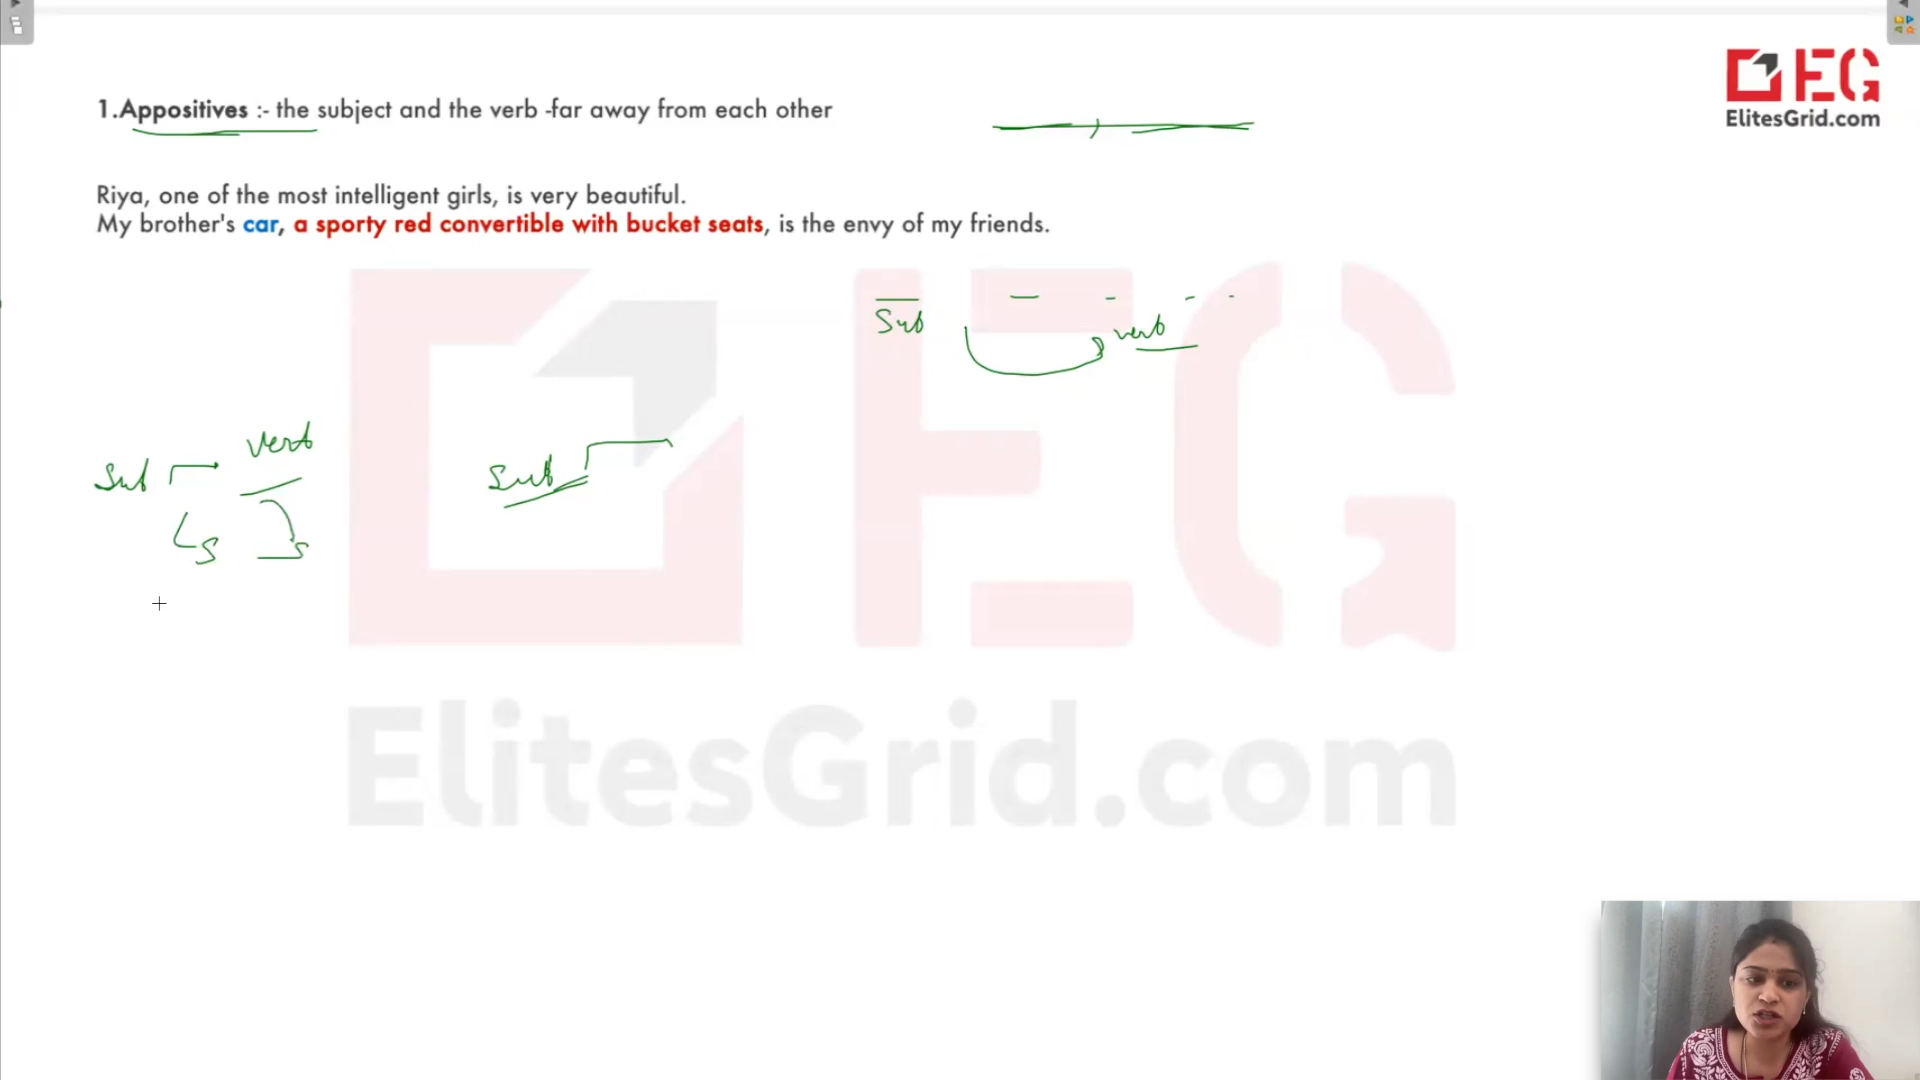 EG
ElitesGrid.com
1.Appositives :- the subject and the verb -far away from each other
Riya, one of the most intelligent girls, is very beautiful.
My brother's car, a sporty red convertible with bucket seats, is the envy of my friends.
Sub verb
Sub verb
Sub
S S
EG
ElitesGrid.com